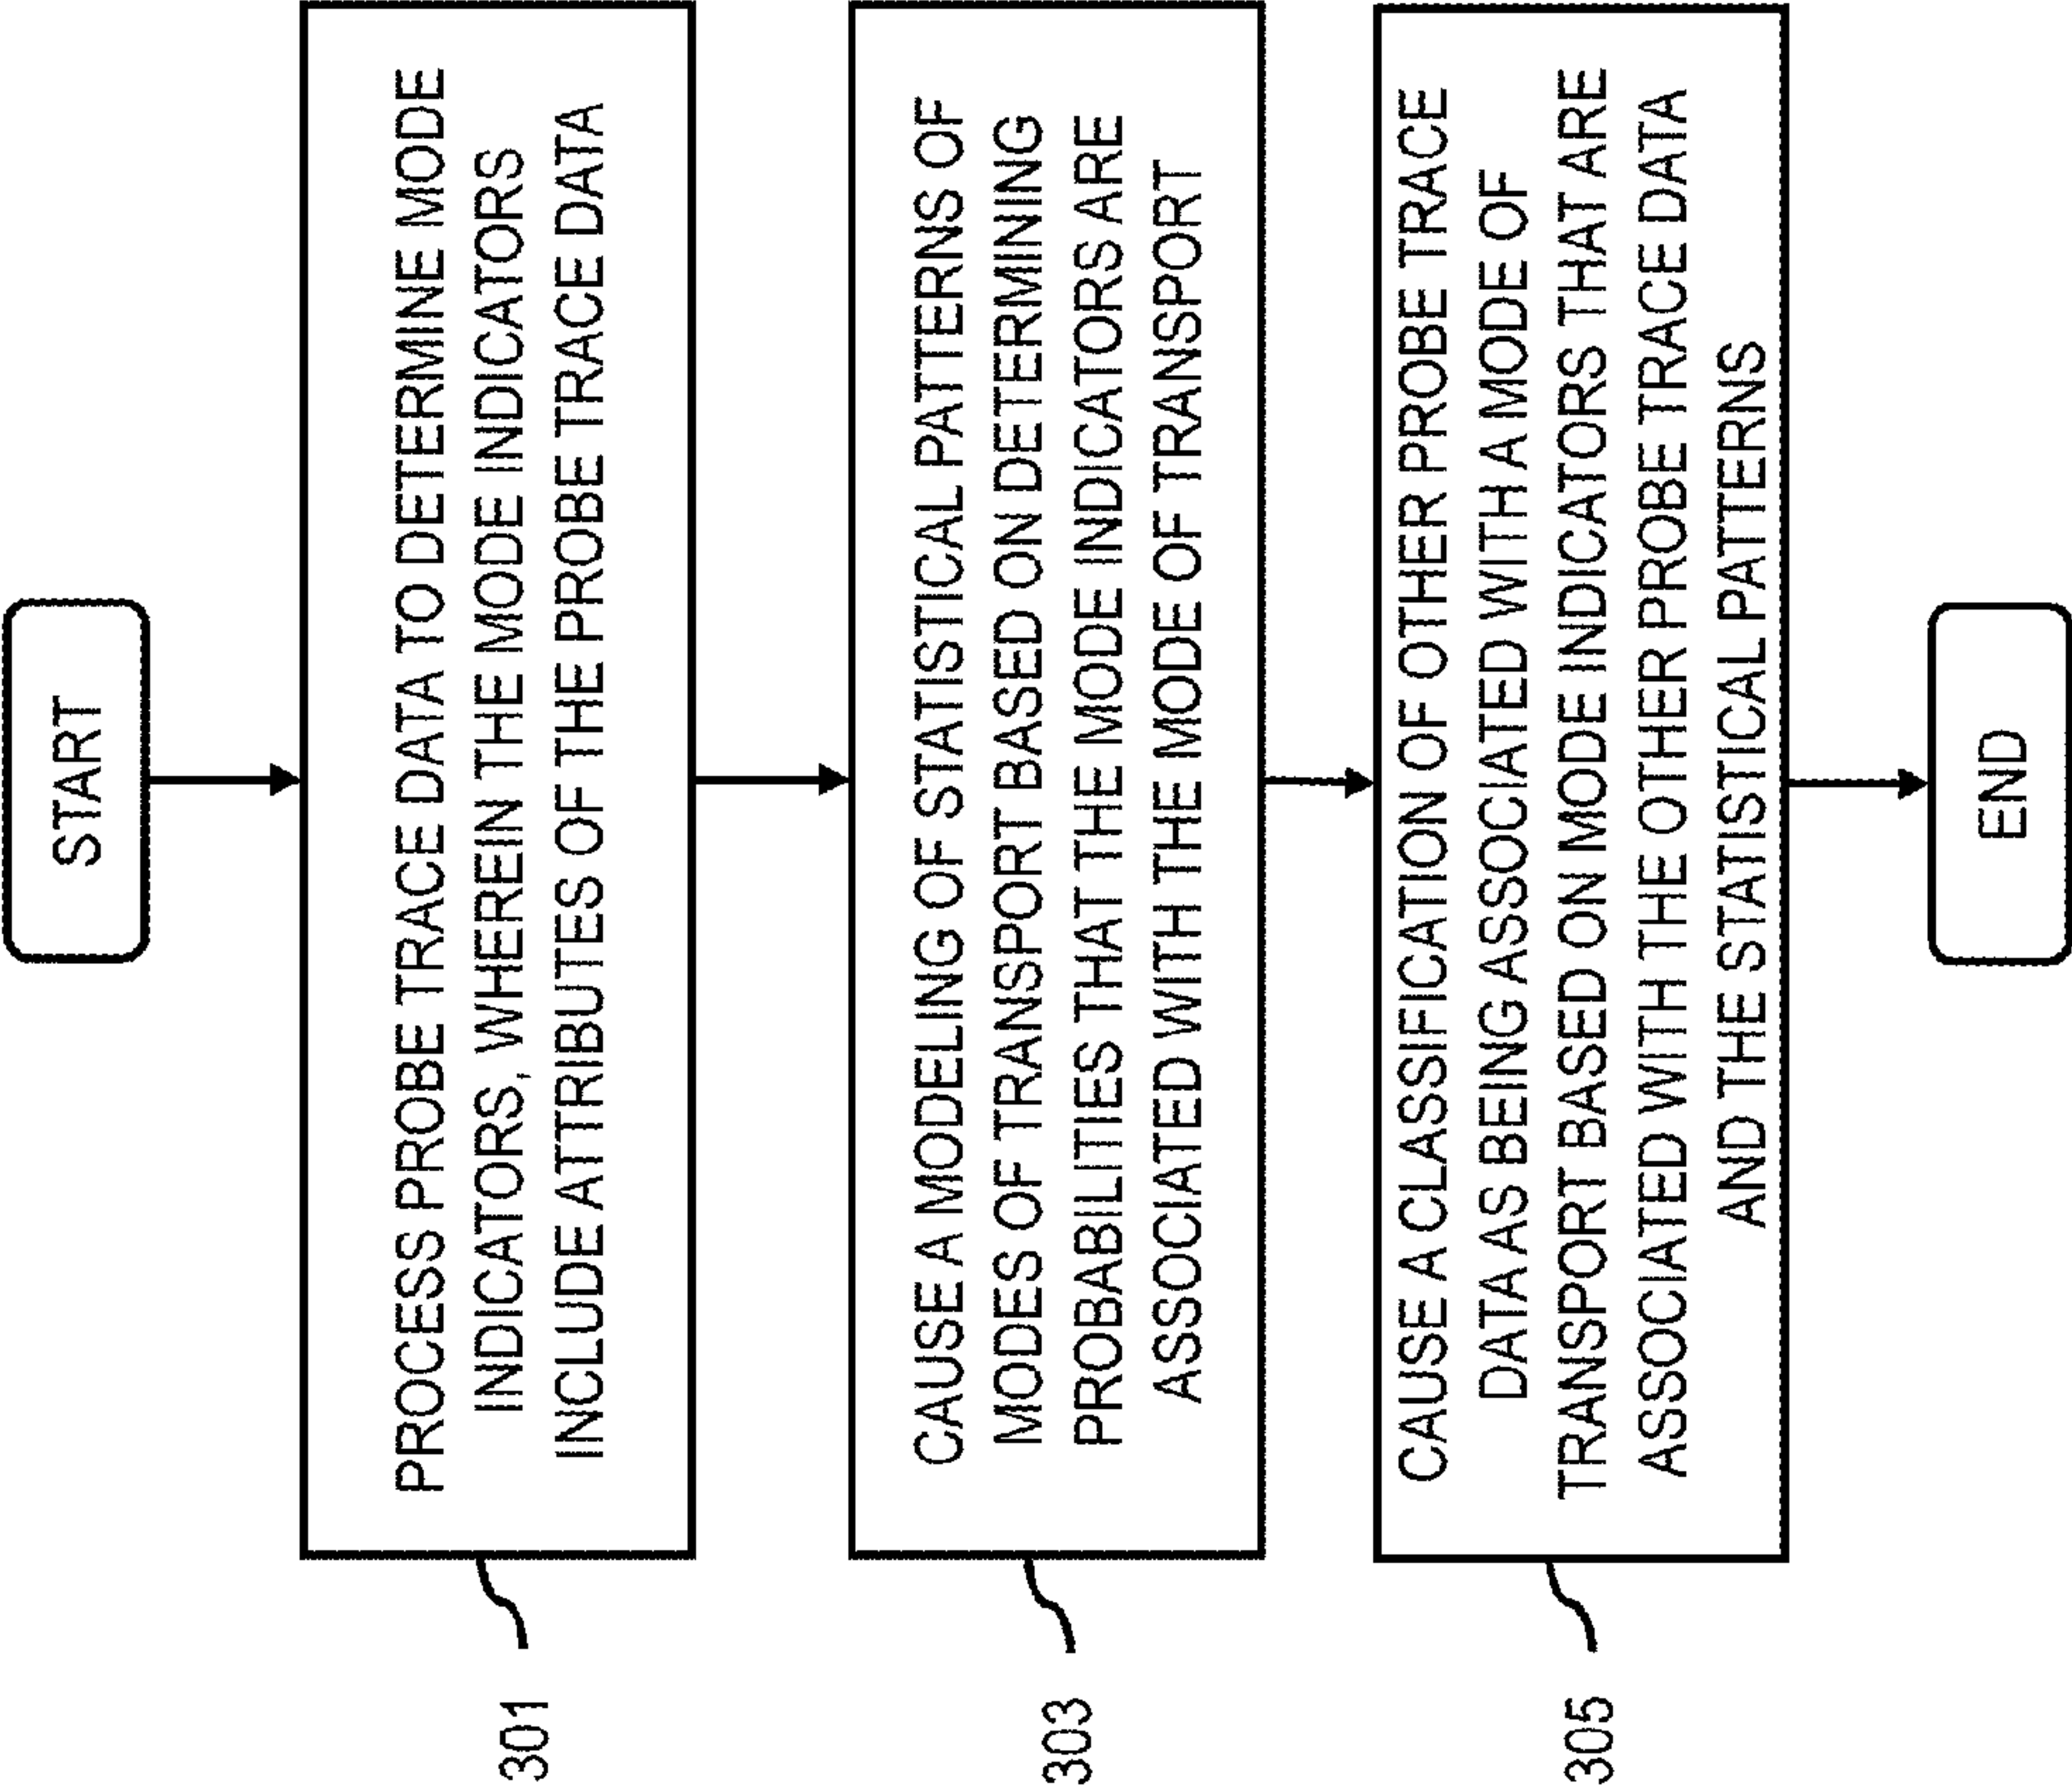 START
PROCESS PROBE TRACE DATA TO DETERMINE MODE
INDICATORS, WHEREIN THE MODE INDICATORS
INCLUDE ATTRIBUTES OF THE PROBE TRACE DATA
301
CAUSE A MODELING OF STATISTICAL PATTERNS OF
MODES OF TRANSPORT BASED ON DETERMINING
PROBABILITIES THAT THE MODE INDICATORS ARE
ASSOCIATED WITH THE MODE OF TRANSPORT
303
CAUSE A CLASSIFICATION OF OTHER PROBE TRACE
DATA AS BEING ASSOCIATED WITH A MODE OF
TRANSPORT BASED ON MODE INDICATORS THAT ARE
ASSOCIATED WITH THE OTHER PROBE TRACE DATA
AND THE STATISTICAL PATTERNS
305
END